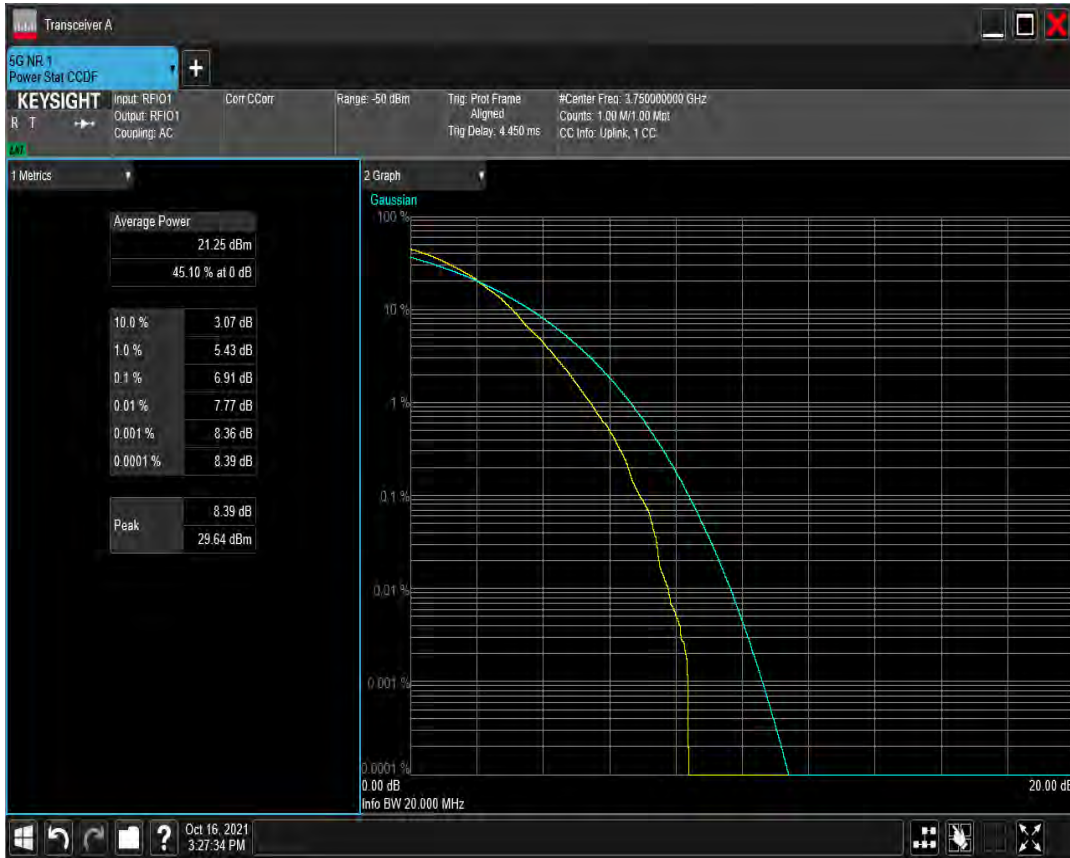 Transceiver A
5G NR 1
Power Stat CCDF
+
KEYSIGHT
R T
LXI
Input: RFIO1
Output: RFIO1
Coupling: AC
Corr CCorr
Range: -50 dBm
Trig: Prot Frame
Aligned
Trig Delay: 4.450 ms
#Center Freq: 3.750000000 GHz
Counts: 1.00 M/1.00 Mpt
CC Info: Uplink, 1 CC
1 Metrics
Average Power
21.25 dBm
45.10 % at 0 dB
10.0 % 3.07 dB
1.0 % 5.43 dB
0.1 % 6.91 dB
0.01 % 7.77 dB
0.001 % 8.36 dB
0.0001 % 8.39 dB
Peak
8.39 dB
29.64 dBm
2 Graph
Gaussian
100 %
10 %
1 %
0.1 %
0.01 %
0.001 %
0.0001 %
0.00 dB
20.00 dB
Info BW 20.000 MHz
?
Oct 16, 2021
3:27:34 PM